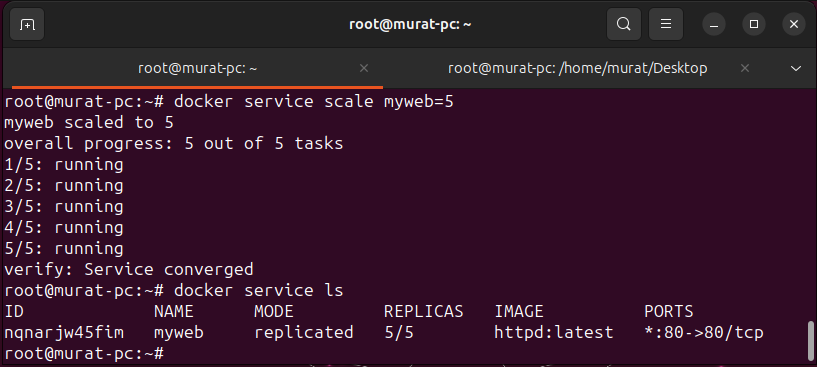 root@murat-pc: ~
root@murat-pc: ~ × root@murat-pc: /home/murat/Desktop ×
root@murat-pc:~# docker service scale myweb=5
myweb scaled to 5
overall progress: 5 out of 5 tasks
1/5: running
2/5: running
3/5: running
4/5: running
5/5: running
verify: Service converged
root@murat-pc:~# docker service ls
ID NAME MODE REPLICAS IMAGE PORTS
nqnarjw45fim myweb replicated 5/5 httpd:latest *:80->80/tcp
root@murat-pc:~#